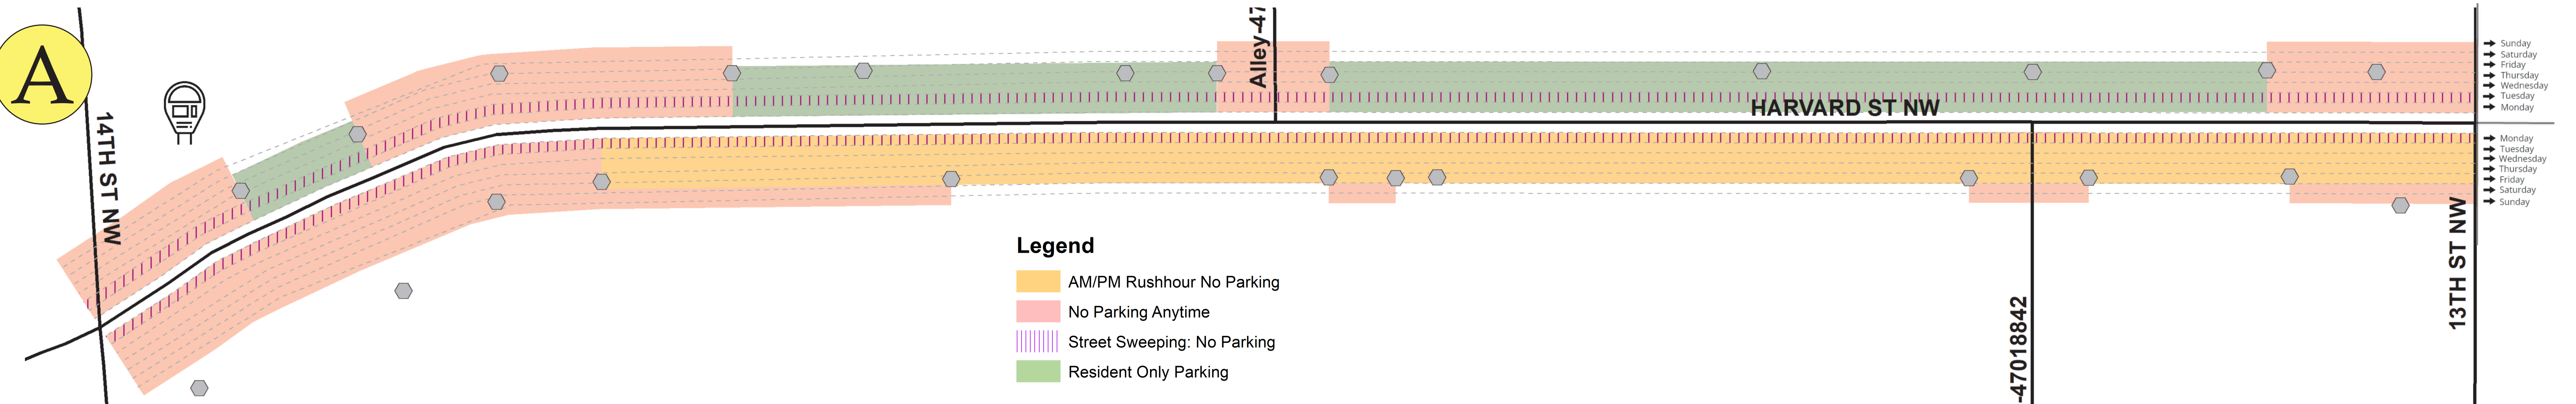 A
14TH ST NW
Alley-47
HARVARD ST NW
Sunday
Saturday
Friday
Thursday
Wednesday
Tuesday
Monday
Monday
Tuesday
Wednesday
Thursday
Friday
Saturday
Sunday
13TH ST NW
-47018842
Legend
AM/PM Rushhour No Parking
No Parking Anytime
Street Sweeping: No Parking
Resident Only Parking